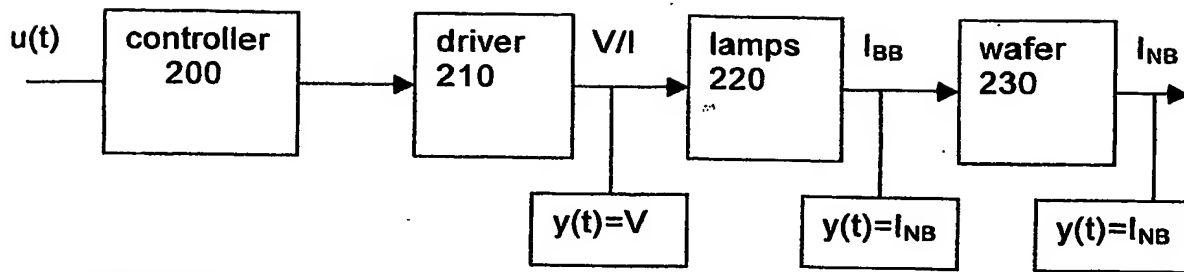 u(t)
controller
200
driver
210
V/I
lamps
220
I_BB
wafer
230
I_NB
y(t)=V
y(t)=I_NB
y(t)=I_NB